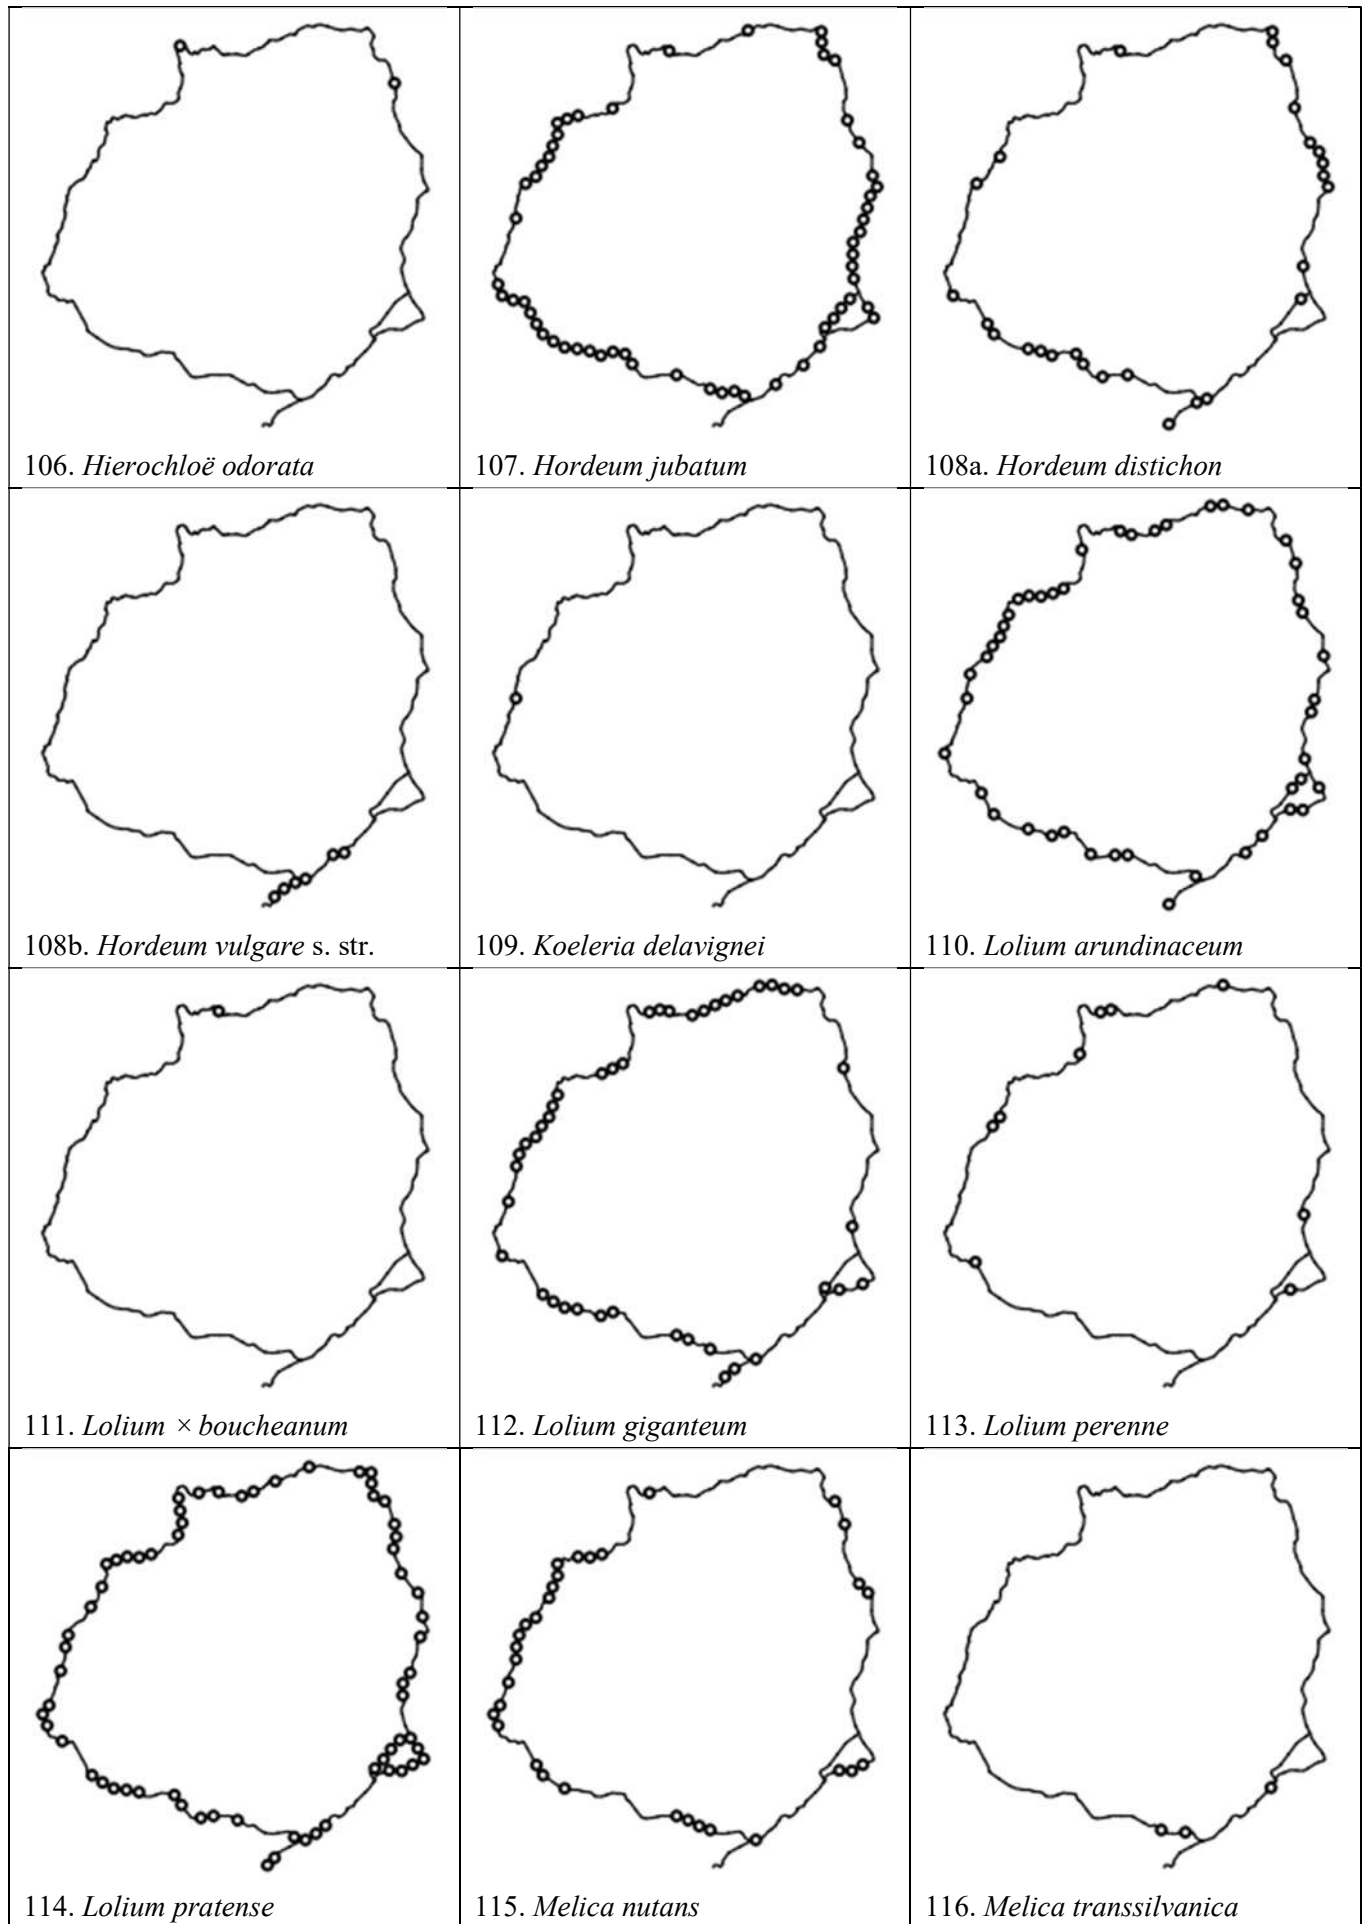 106. Hierochloë odorata
107. Hordeum jubatum
108a. Hordeum distichon
108b. Hordeum vulgare s. str.
109. Koeleria delavignei
110. Lolium arundinaceum
111. Lolium × boucheanum
112. Lolium giganteum
113. Lolium perenne
114. Lolium pratense
115. Melica nutans
116. Melica transsilvanica